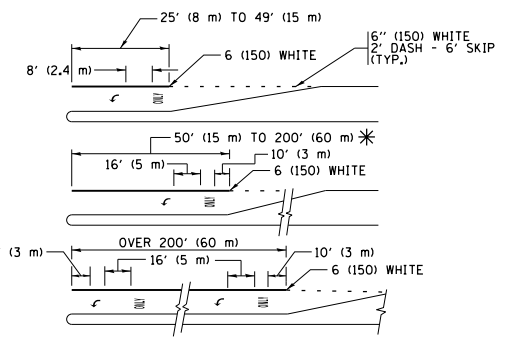 25' (8 m) TO 49' (15 m)
6 (150) WHITE
6" (150) WHITE
2' DASH - 6' SKIP
(TYP.)
8' (2.4 m)
ONLY
50' (15 m) TO 200' (60 m) *
16' (5 m)
10' (3 m)
6 (150) WHITE
ONLY
OVER 200' (60 m)
' (3 m)
16' (5 m)
10' (3 m)
6 (150) WHITE
ONLY
ONLY